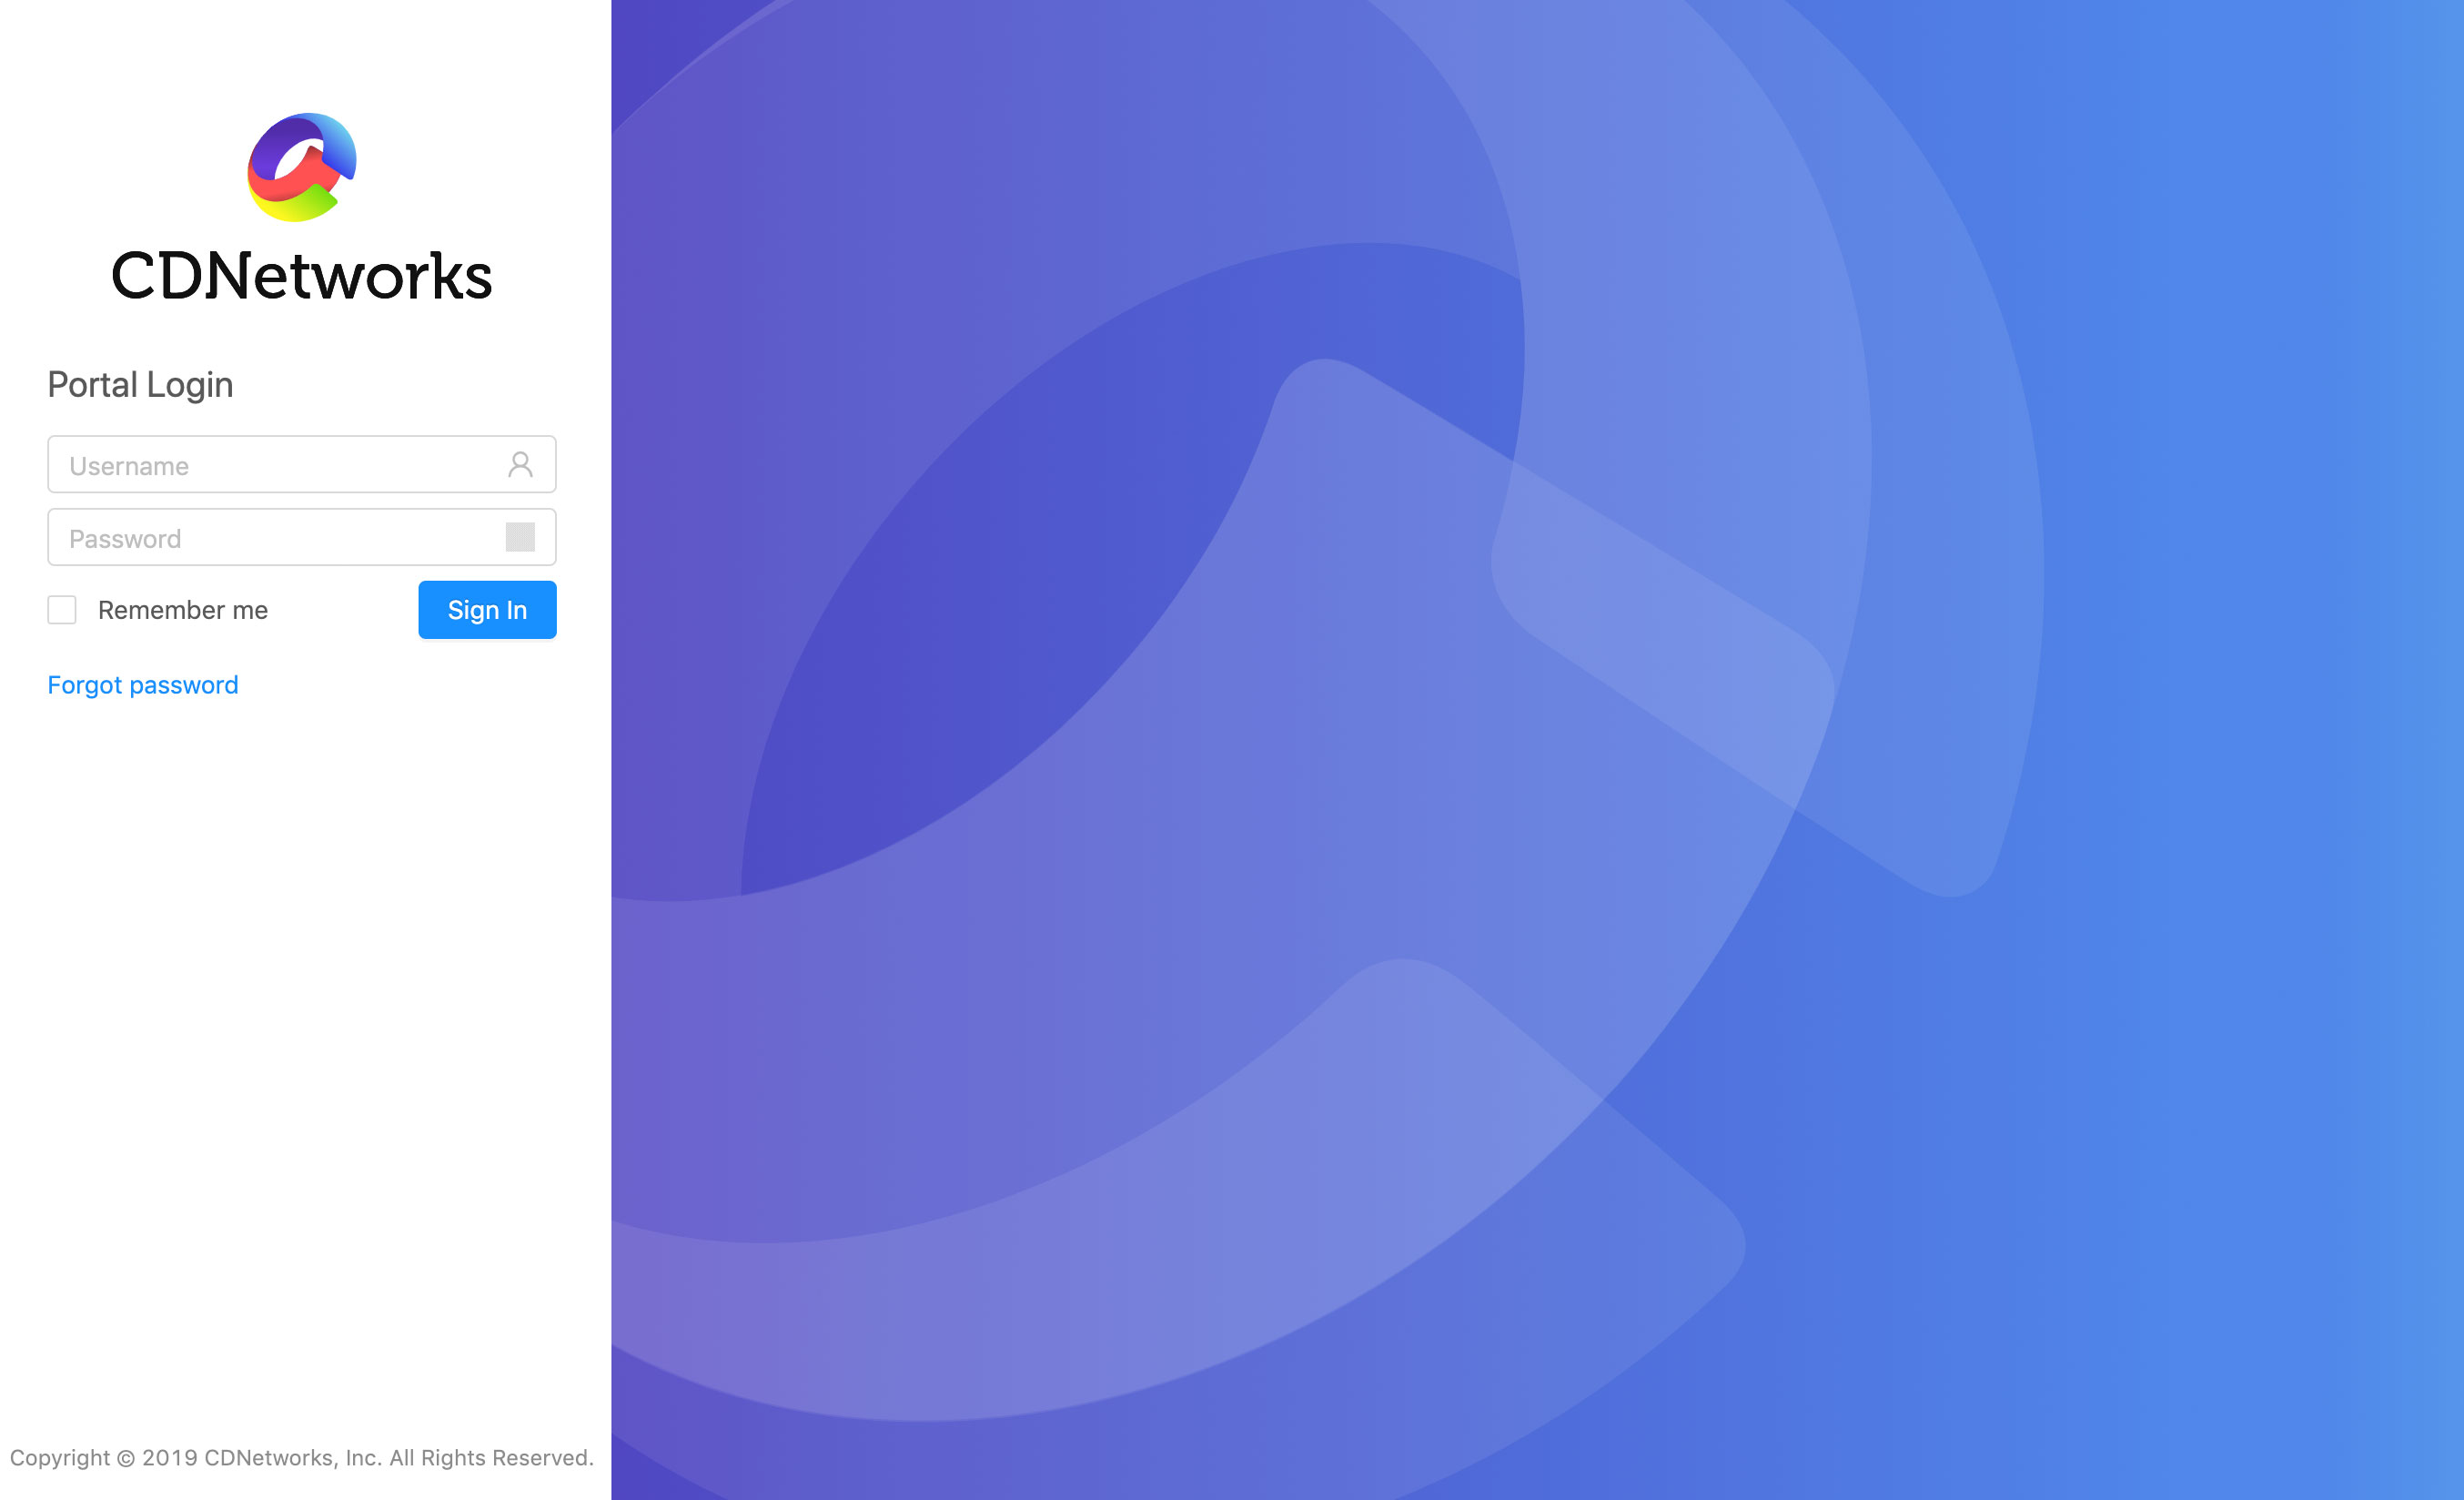 CDNetworks
Portal Login
Username
Password
Remember me
Sign In
Forgot password
Copyright © 2019 CDNetworks, Inc. All Rights Reserved.